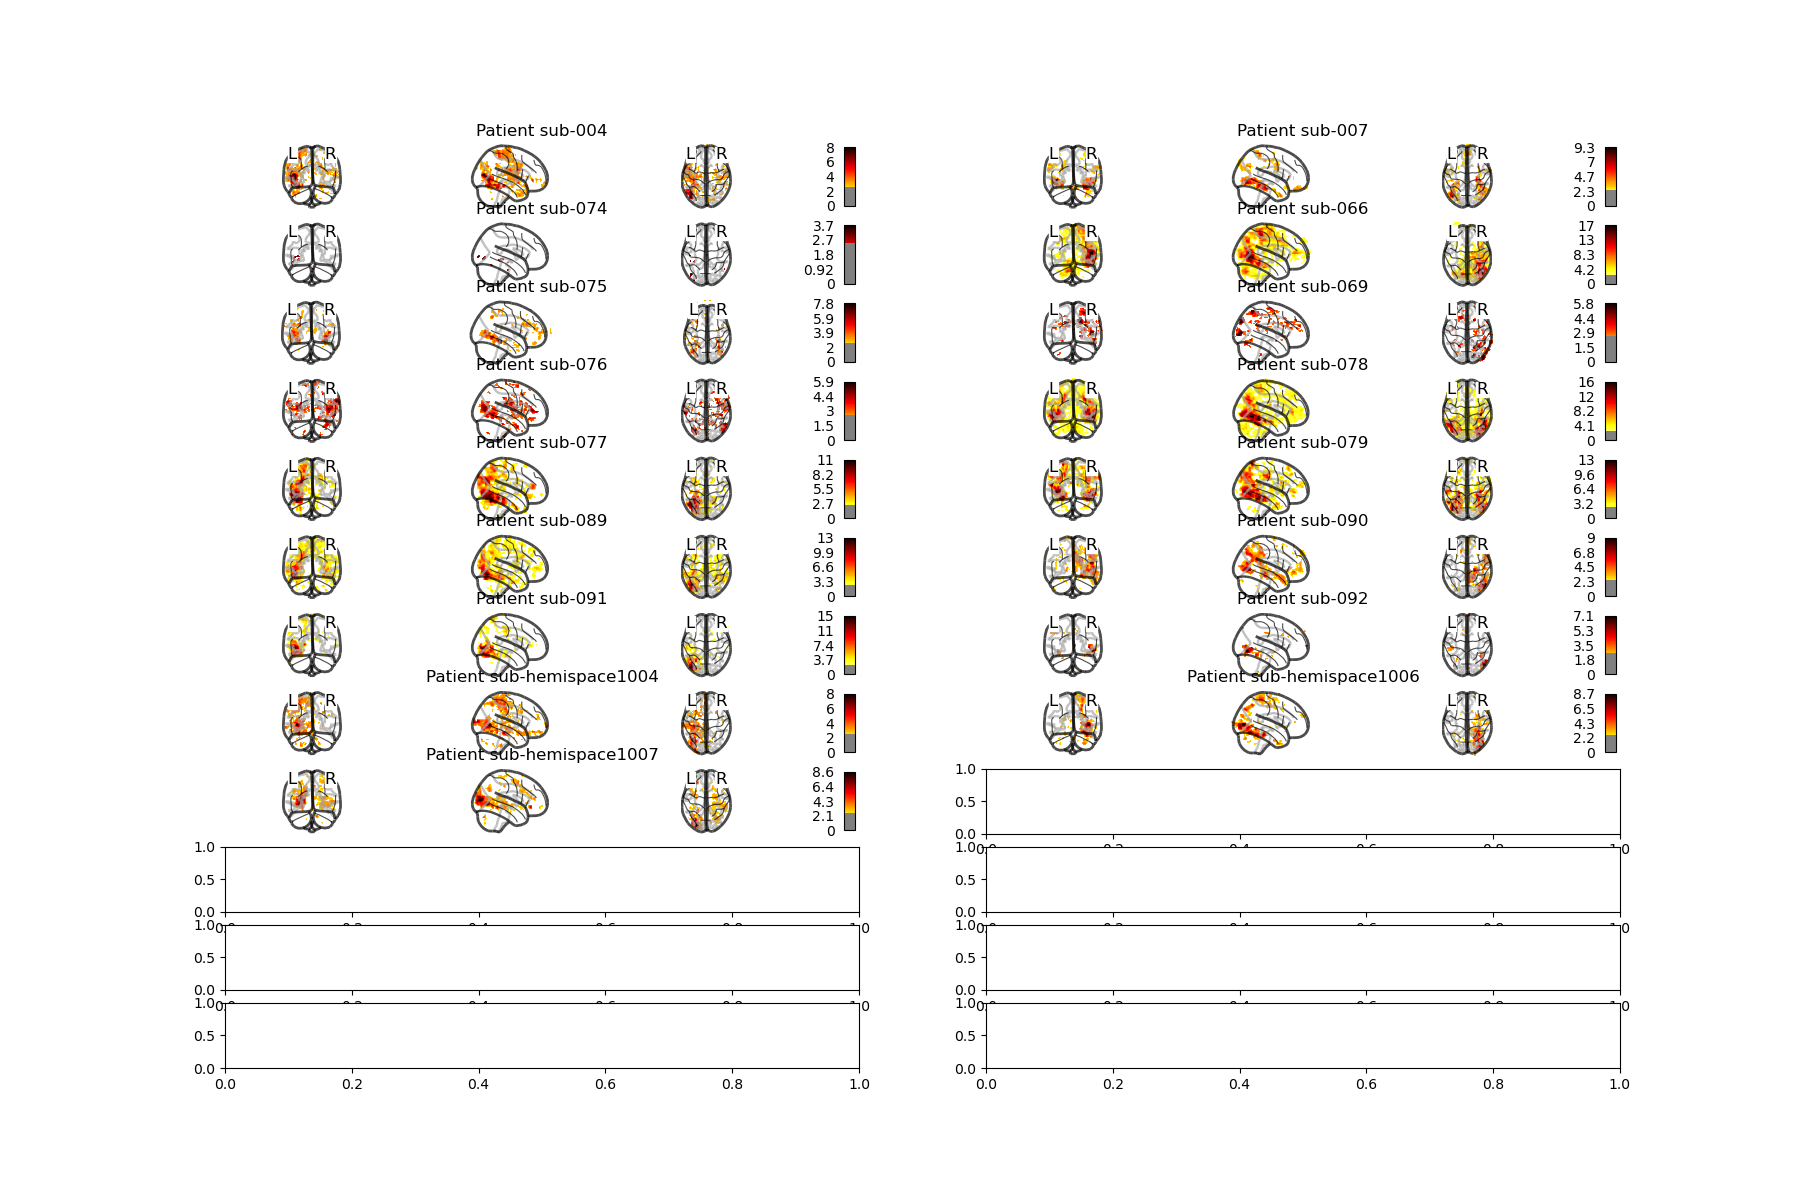 Patient sub-004
L R L R 8 6 4 2 0
Patient sub-007
L R L R 9.3 7 4.7 2.3 0
Patient sub-074
L R L R 3.7 2.7 1.8 0.92 0
Patient sub-066
L R L R 17 13 8.3 4.2 0
Patient sub-075
L R L R 7.8 5.9 3.9 2 0
Patient sub-069
L R L R 5.8 4.4 2.9 1.5 0
Patient sub-076
L R L R 5.9 4.4 3 1.5 0
Patient sub-078
L R L R 16 12 8.2 4.1 0
Patient sub-077
L R L R 11 8.2 5.5 2.7 0
Patient sub-079
L R L R 13 9.6 6.4 3.2 0
Patient sub-089
L R L R 13 9.9 6.6 3.3 0
Patient sub-090
L R L R 9 6.8 4.5 2.3 0
Patient sub-091
L R L R 15 11 7.4 3.7 0
Patient sub-092
L R L R 7.1 5.3 3.5 1.8 0
Patient sub-hemispace1004
L R L R 8 6 4 2 0
Patient sub-hemispace1006
L R L R 8.7 6.5 4.3 2.2 0
Patient sub-hemispace1007
L R L R 8.6 6.4 4.3 2.1 0
1.0
0.5
0.0
1.0
0.5
0.0
1.0
0.5
0.0
1.0
0.5
0.0
1.0
0.5
0.0
1.0
0.5
0.0
0.0 0.2 0.4 0.6 0.8 1.0
1.0
0.5
0.0
0.0 0.2 0.4 0.6 0.8 1.0